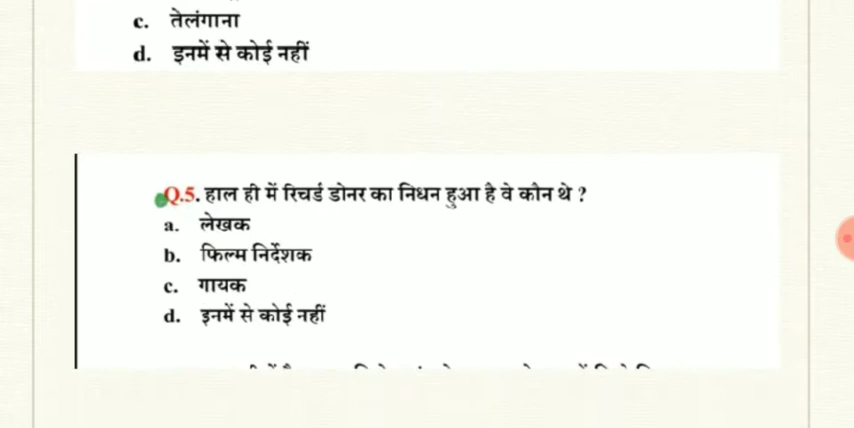 c. तेलंगाना
d. इनमें से कोई नहीं
Q.5. हाल ही में रिचर्ड डोनर का निधन हुआ है वे कौन थे ?
a. लेखक
b. फिल्म निर्देशक
c. गायक
d. इनमें से कोई नहीं